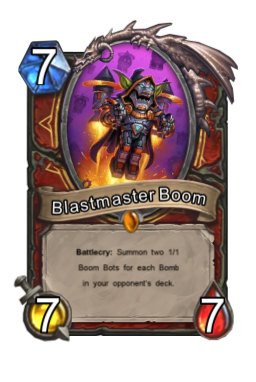 7
Blastmaster Boom
Battlecry: Summon two 1/1
Boom Bots for each Bomb
in your opponent's deck.
7 7